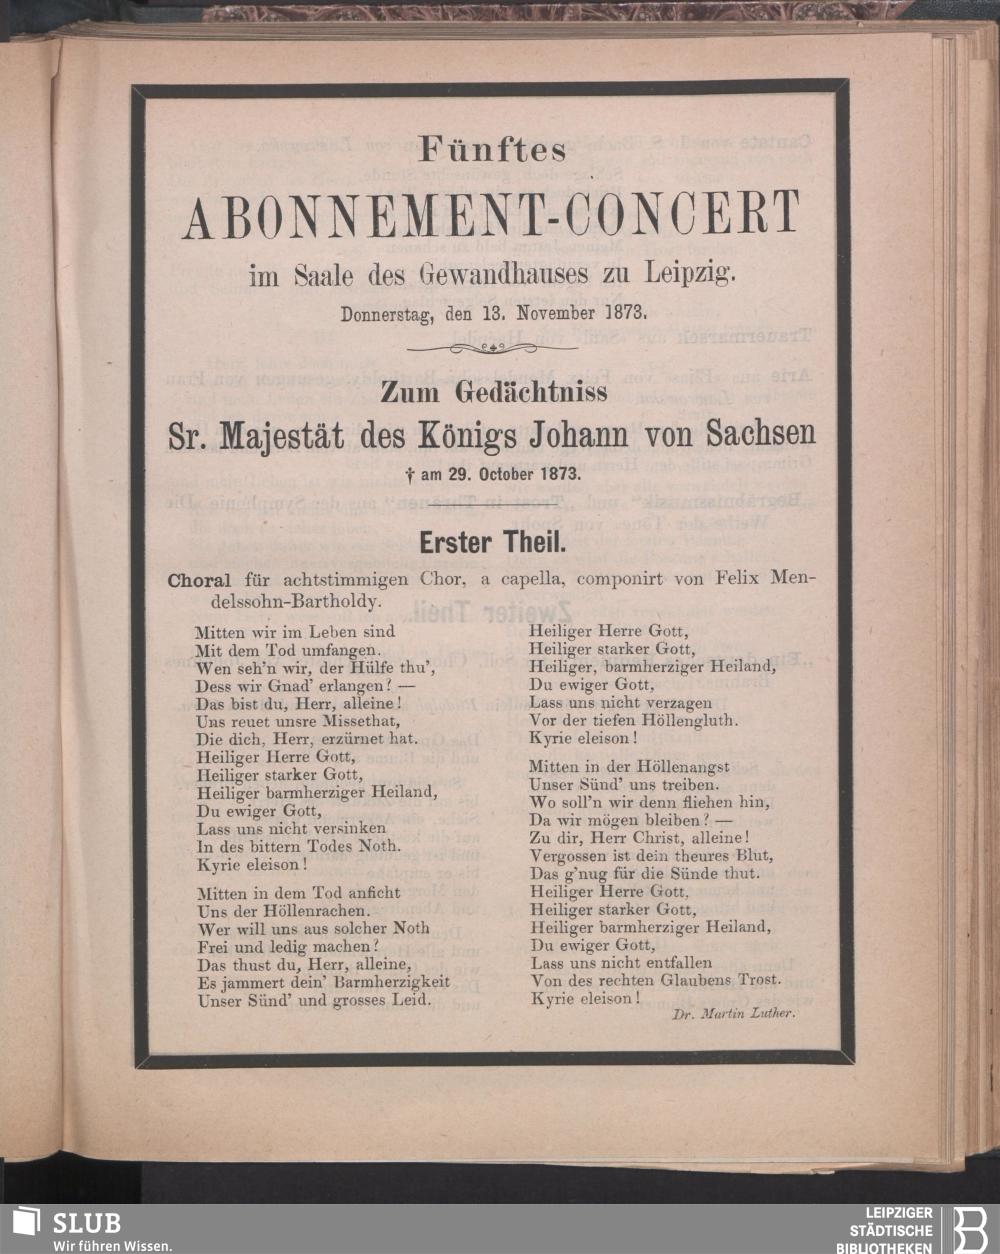 Fünftes
ABONNEMENT-CONCERT
im Saale des Gewandhauses zu Leipzig.
Donnerstag, den 13. November 1873.
Zum Gedächtniss
Sr. Majestät des Königs Johann von Sachsen
† am 29. October 1873.
Erster Theil.
Choral für achtstimmigen Chor, a capella, componirt von Felix Men-
delssohn-Bartholdy.
Mitten wir im Leben sind
Mit dem Tod umfangen.
Wen seh'n wir, der Hülfe thu',
Dess wir Gnad' erlangen? —
Das bist du, Herr, alleine!
Uns reuet unsre Missethat,
Die dich, Herr, erzürnet hat.
Heiliger Herre Gott,
Heiliger starker Gott,
Heiliger barmherziger Heiland,
Du ewiger Gott,
Lass uns nicht versinken
In des bittern Todes Noth.
Kyrie eleison!
Mitten in dem Tod anficht
Uns der Höllenrachen.
Wer will uns aus solcher Noth
Frei und ledig machen?
Das thust du, Herr, alleine,
Es jammert dein' Barmherzigkeit
Unser Sünd' und grosses Leid.
Heiliger Herre Gott,
Heiliger starker Gott,
Heiliger, barmherziger Heiland,
Du ewiger Gott,
Lass uns nicht verzagen
Vor der tiefen Höllengluth.
Kyrie eleison!
Mitten in der Höllenangst
Unser Sünd' uns treiben.
Wo soll'n wir denn fliehen hin,
Da wir mögen bleiben? —
Zu dir, Herr Christ, alleine!
Vergossen ist dein theures Blut,
Das g'nug für die Sünde thut.
Heiliger Herre Gott,
Heiliger starker Gott,
Heiliger barmherziger Heiland,
Du ewiger Gott,
Lass uns nicht entfallen
Von des rechten Glaubens Trost.
Kyrie eleison!
Dr. Martin Luther.
SLUB
Wir führen Wissen.
LEIPZIGER
STÄDTISCHE
BIBLIOTHEKEN